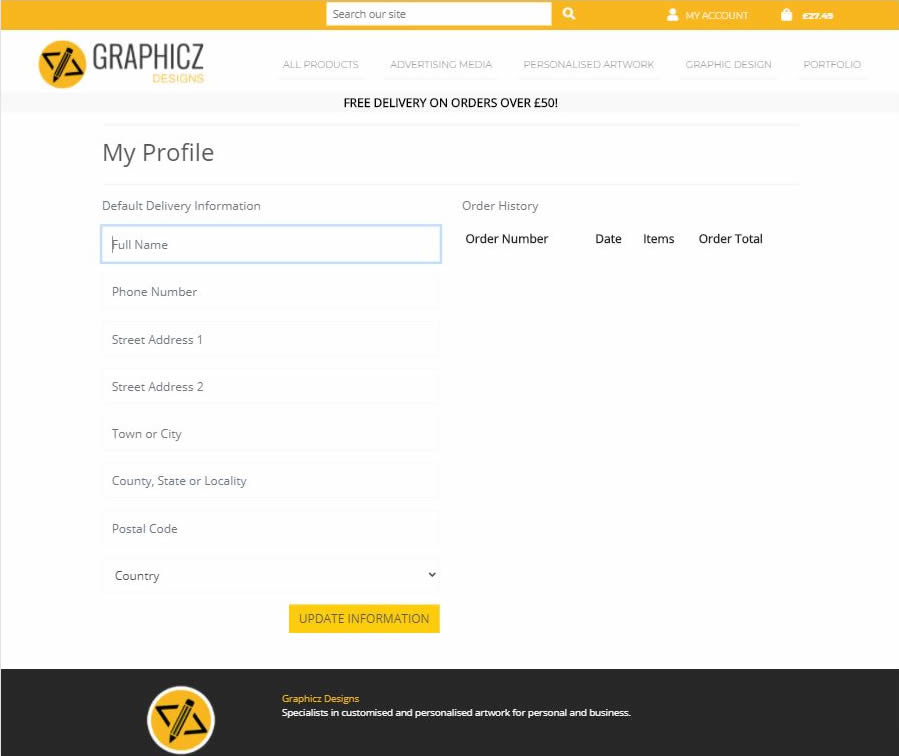 Search our site
MY ACCOUNT
£27.49
GRAPHICZ
DESIGNS
ALL PRODUCTS
ADVERTISING MEDIA
PERSONALISED ARTWORK
GRAPHIC DESIGN
PORTFOLIO
FREE DELIVERY ON ORDERS OVER £50!
My Profile
Default Delivery Information
Full Name
Phone Number
Street Address 1
Street Address 2
Town or City
County, State or Locality
Postal Code
Country
UPDATE INFORMATION
Order History
Order Number Date Items Order Total
Graphicz Designs
Specialists in customised and personalised artwork for personal and business.